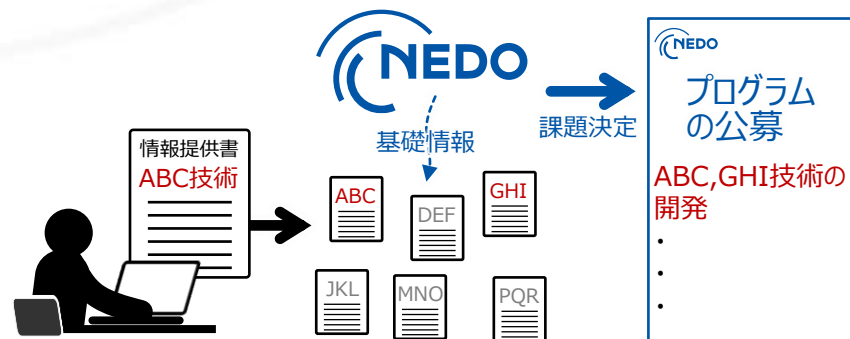 NEDO
基礎情報
課題決定
情報提供書
ABC技術
ABC
DEF
GHI
JKL
MNO
PQR
NEDO
プログラム
の公募
ABC,GHI技術の
開発
・
・
・